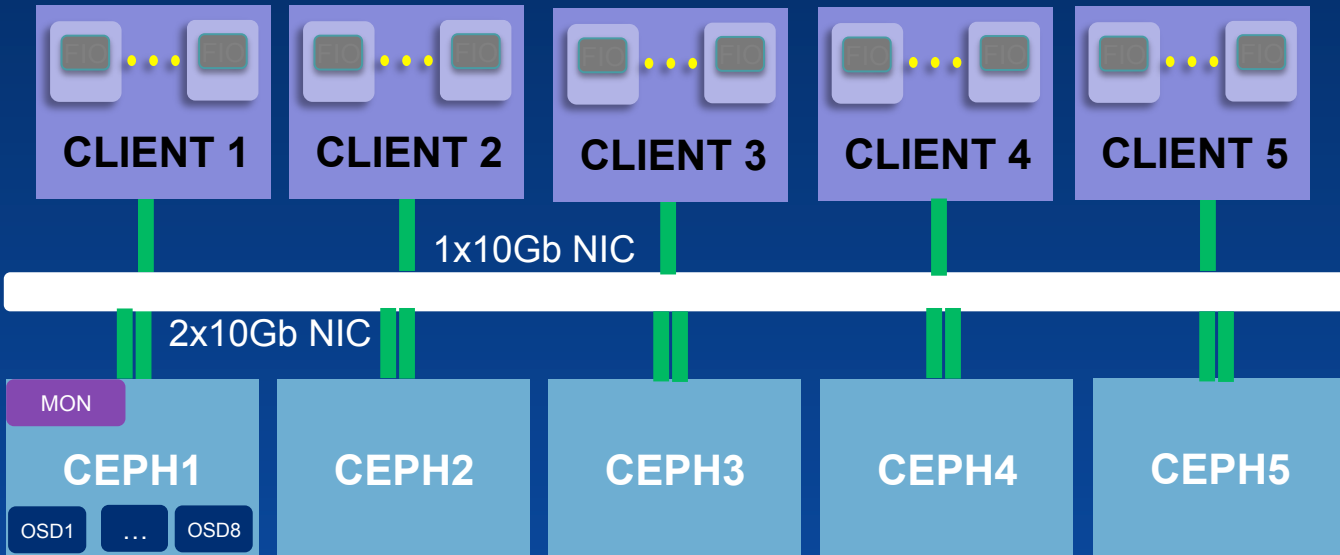 FIO FIO FIO FIO FIO FIO FIO FIO FIO FIO
CLIENT 1 CLIENT 2 CLIENT 3 CLIENT 4 CLIENT 5
1x10Gb NIC
2x10Gb NIC
MON
CEPH1 CEPH2 CEPH3 CEPH4 CEPH5
OSD1 ... OSD8